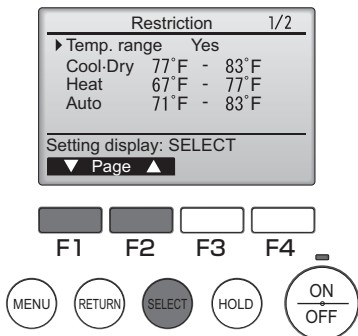 Restriction 1/2
Temp. range Yes
Cool·Dry 77°F - 83°F
Heat 67°F - 77°F
Auto 71°F - 83°F
Setting display: SELECT
▼ Page ▲
F1 F2 F3 F4
MENU RETURN SELECT HOLD ON
OFF